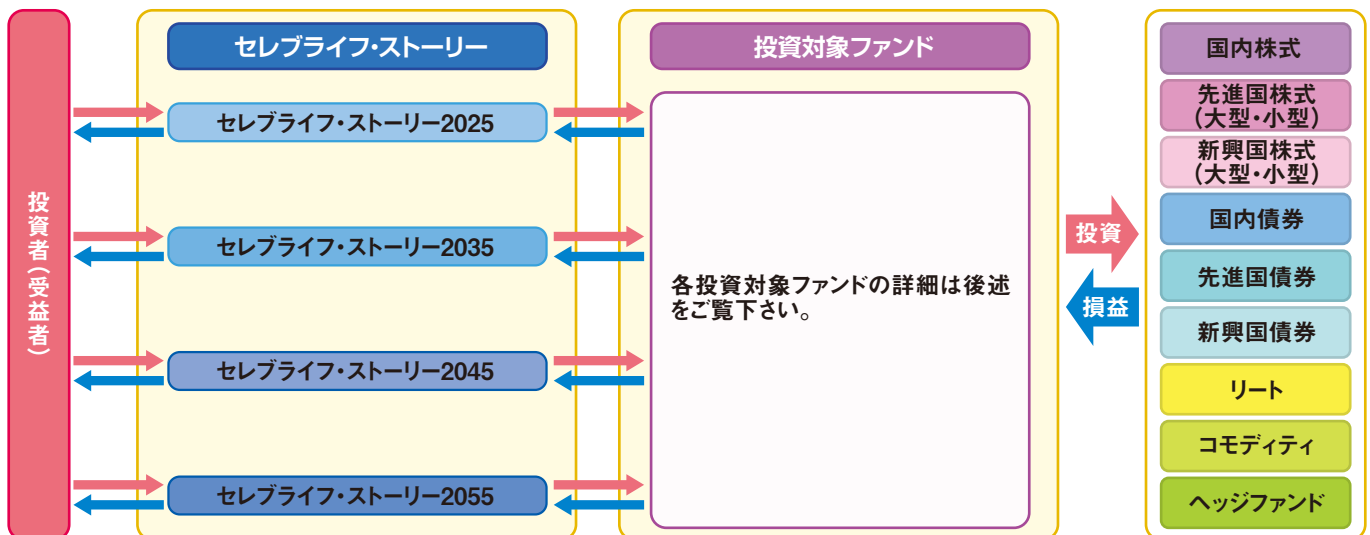 投資者(受益者)
セレブライフ・ストーリー
セレブライフ・ストーリー2025
セレブライフ・ストーリー2035
セレブライフ・ストーリー2045
セレブライフ・ストーリー2055
投資対象ファンド
各投資対象ファンドの詳細は後述
をご覧下さい。
投資
損益
国内株式
先進国株式
(大型・小型)
新興国株式
(大型・小型)
国内債券
先進国債券
新興国債券
リート
コモディティ
ヘッジファンド